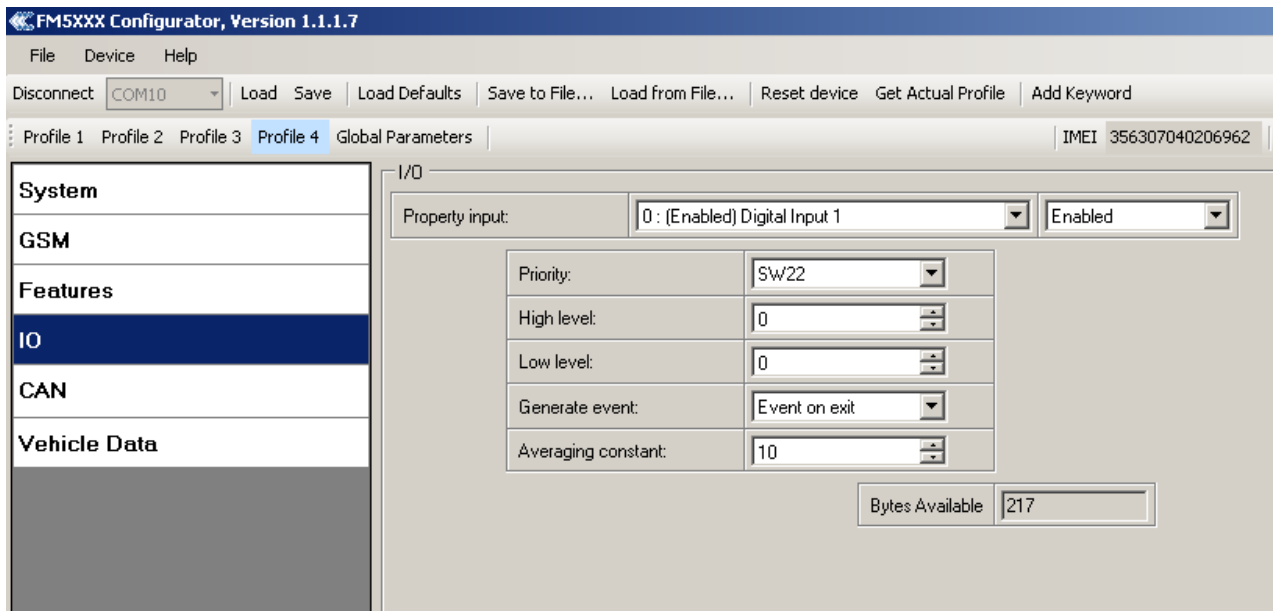 FM5XXX Configurator, Version 1.1.1.7
File Device Help
Disconnect COM10 Load Save Load Defaults Save to File... Load from File... Reset device Get Actual Profile Add Keyword
Profile 1 Profile 2 Profile 3 Profile 4 Global Parameters IMEI 356307040206962
System
GSM
Features
IO
CAN
Vehicle Data
I/O
Property input: 0 : (Enabled) Digital Input 1 Enabled
Priority: SW22
High level: 0
Low level: 0
Generate event: Event on exit
Averaging constant: 10
Bytes Available 217